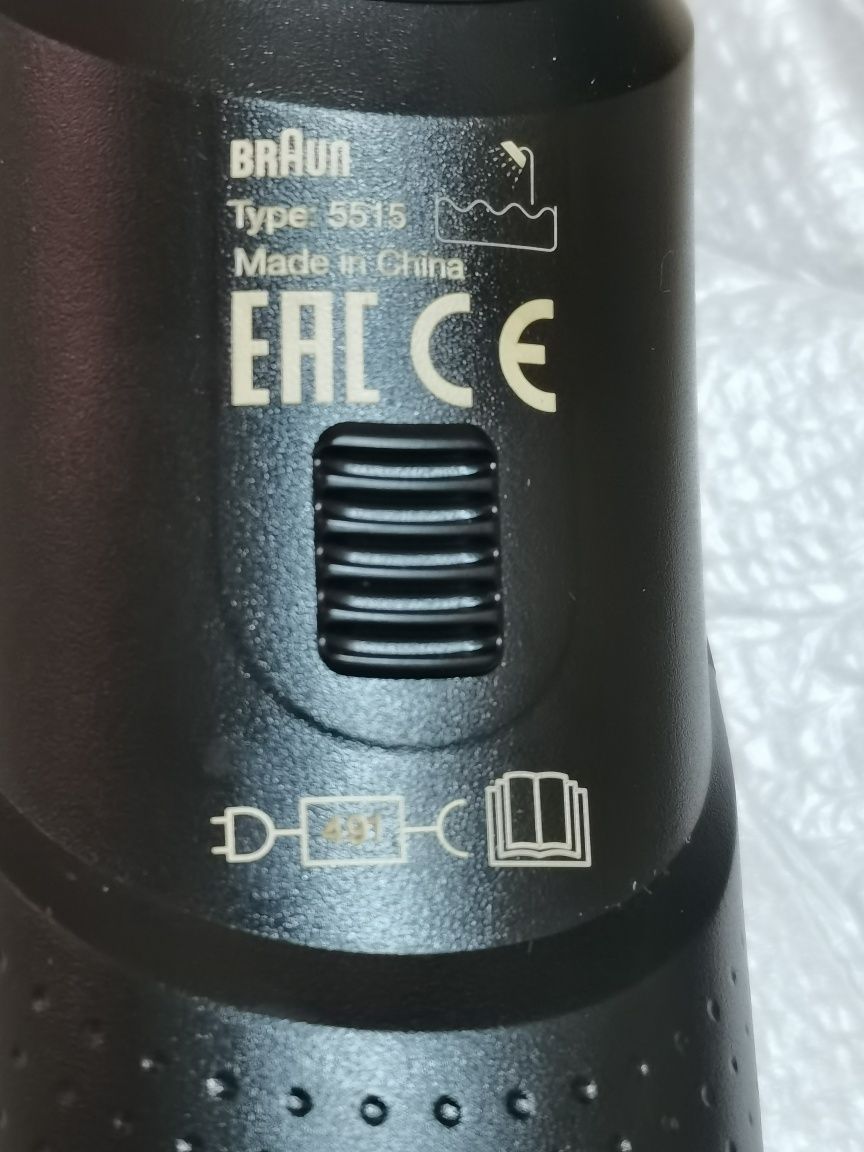 BRAUN
Type 5515
Made in China
EAC CE
491